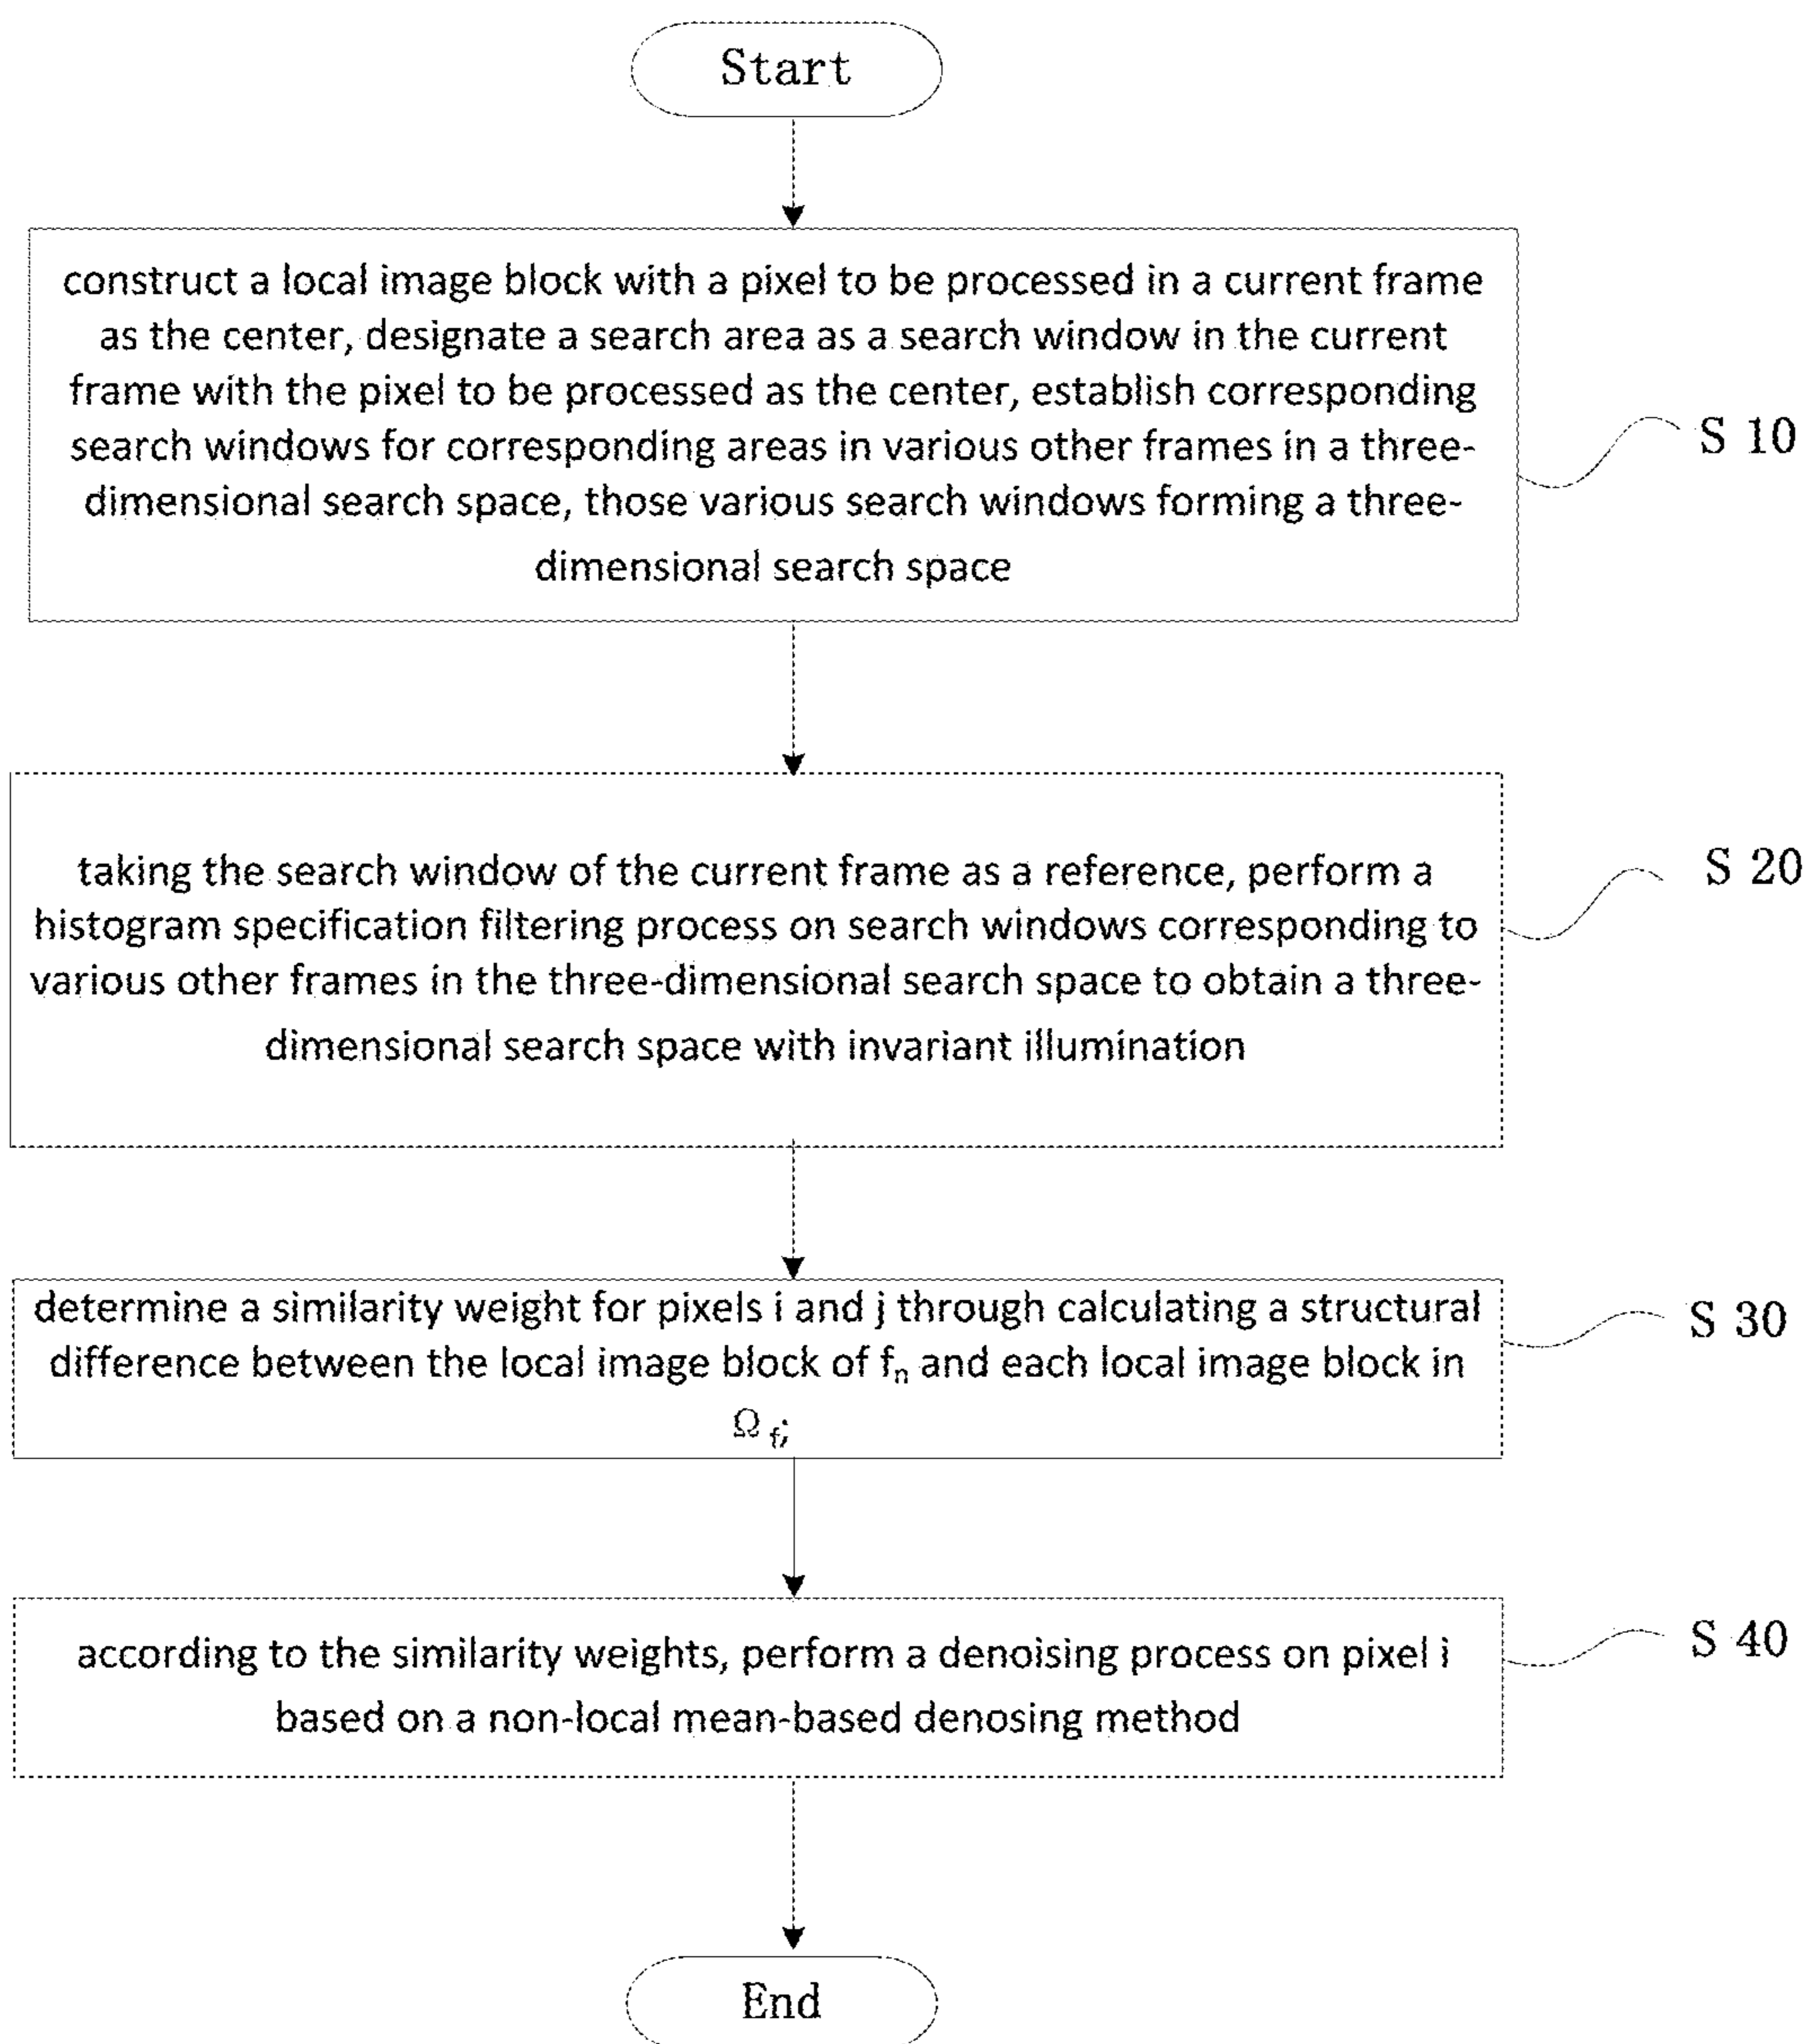 Start
construct a local image block with a pixel to be processed in a current frame
as the center, designate a search area as a search window in the current
frame with the pixel to be processed as the center, establish corresponding
search windows for corresponding areas in various other frames in a three-
dimensional search space, those various search windows forming a three-
dimensional search space
S 10
taking the search window of the current frame as a reference, perform a
histogram specification filtering process on search windows corresponding to
various other frames in the three-dimensional search space to obtain a three-
dimensional search space with invariant illumination
S 20
determine a similarity weight for pixels i and j through calculating a structural
difference between the local image block of fₙ and each local image block in
Ω f;
S 30
according to the similarity weights, perform a denoising process on pixel i
based on a non-local mean-based denosing method
S 40
End